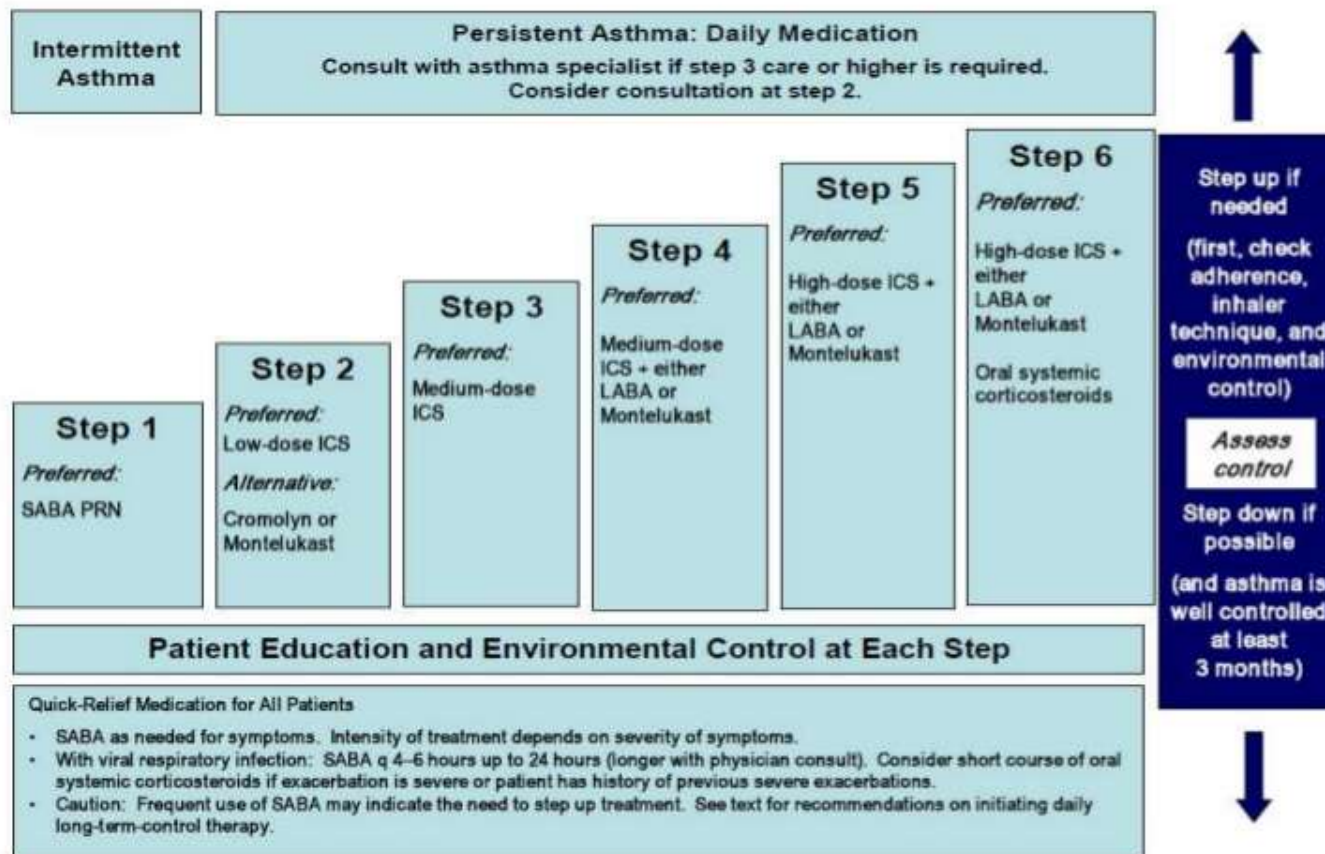 Intermittent
Asthma
Persistent Asthma: Daily Medication
Consult with asthma specialist if step 3 care or higher is required.
Consider consultation at step 2.
Step 1
Preferred:
SABA PRN
Step 2
Preferred:
Low-dose ICS
Alternative:
Cromolyn or
Montelukast
Step 3
Preferred:
Medium-dose
ICS
Step 4
Preferred:
Medium-dose
ICS + either
LABA or
Montelukast
Step 5
Preferred:
High-dose ICS +
either
LABA or
Montelukast
Step 6
Preferred:
High-dose ICS +
either
LABA or
Montelukast
Oral systemic
corticosteroids
Step up if
needed
(first, check
adherence,
inhaler
technique, and
environmental
control)
Assess
control
Step down if
possible
(and asthma is
well controlled
at least
3 months)
Patient Education and Environmental Control at Each Step
Quick-Relief Medication for All Patients
• SABA as needed for symptoms. Intensity of treatment depends on severity of symptoms.
• With viral respiratory infection: SABA q 4–6 hours up to 24 hours (longer with physician consult). Consider short course of oral
systemic corticosteroids if exacerbation is severe or patient has history of previous severe exacerbations.
• Caution: Frequent use of SABA may indicate the need to step up treatment. See text for recommendations on initiating daily
long-term-control therapy.